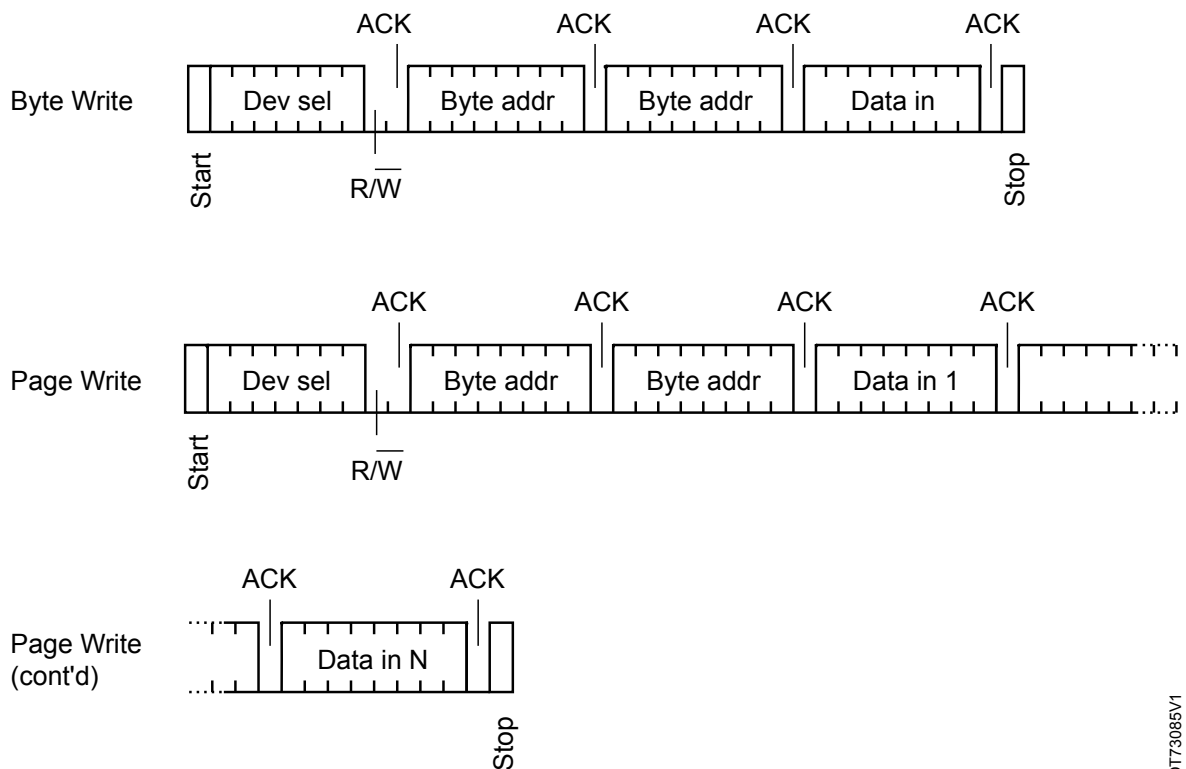 ACK ACK ACK ACK
Byte Write Dev sel Byte addr Byte addr Data in
Start R/W̅ Stop
ACK ACK ACK ACK
Page Write Dev sel Byte addr Byte addr Data in 1
Start R/W̅
ACK ACK
Page Write
(cont'd)
Data in N
Stop